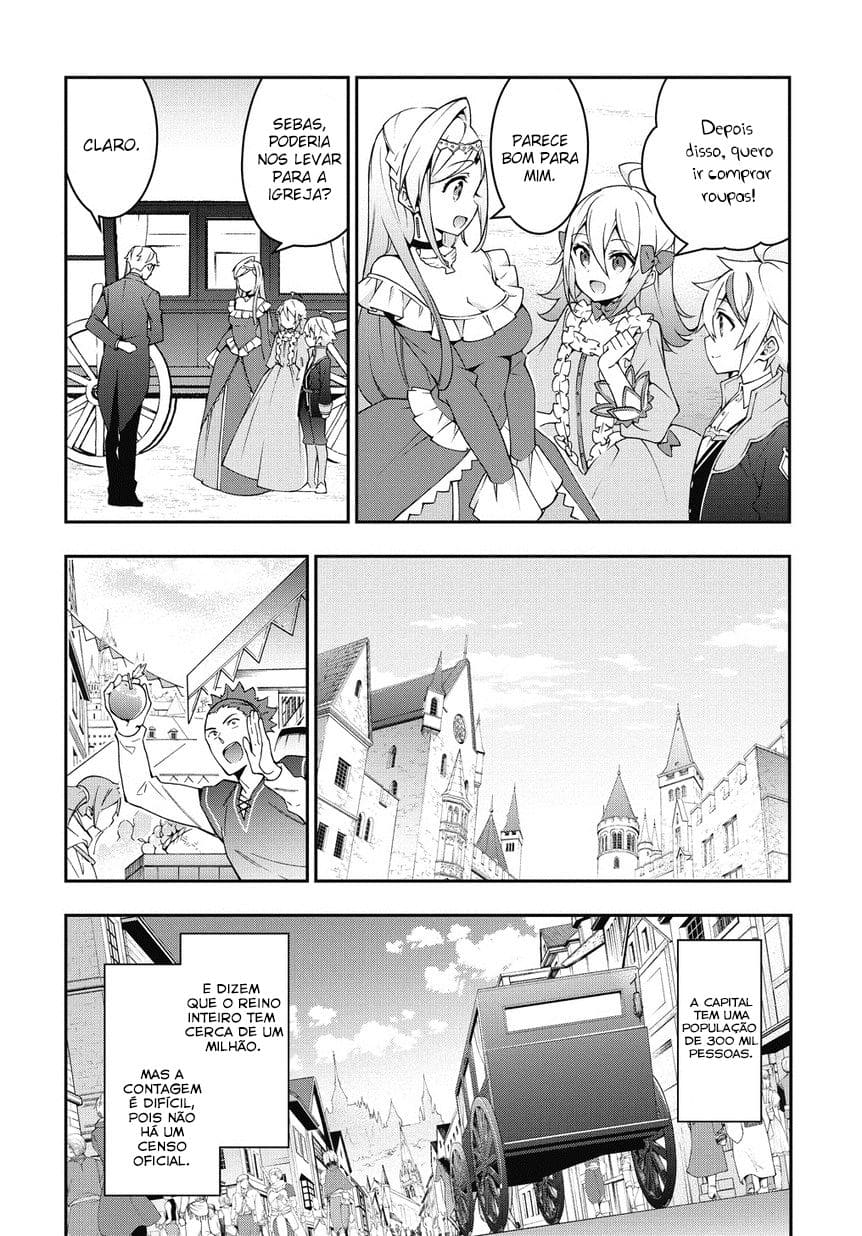 Depois
disso, quero
ir comprar
roupas!
PARECE
BOM PARA
MIM.
SEBAS,
PODERIA
NOS LEVAR
PARA A
IGREJA?
CLARO.
A CAPITAL
TEM UMA
POPULAÇÃO
DE 300 MIL
PESSOAS.
E DIZEM
QUE O REINO
INTEIRO TEM
CERCA DE UM
MILHÃO.
MAS A
CONTAGEM
É DIFÍCIL,
POIS NÃO
HÁ UM
CENSO
OFICIAL.